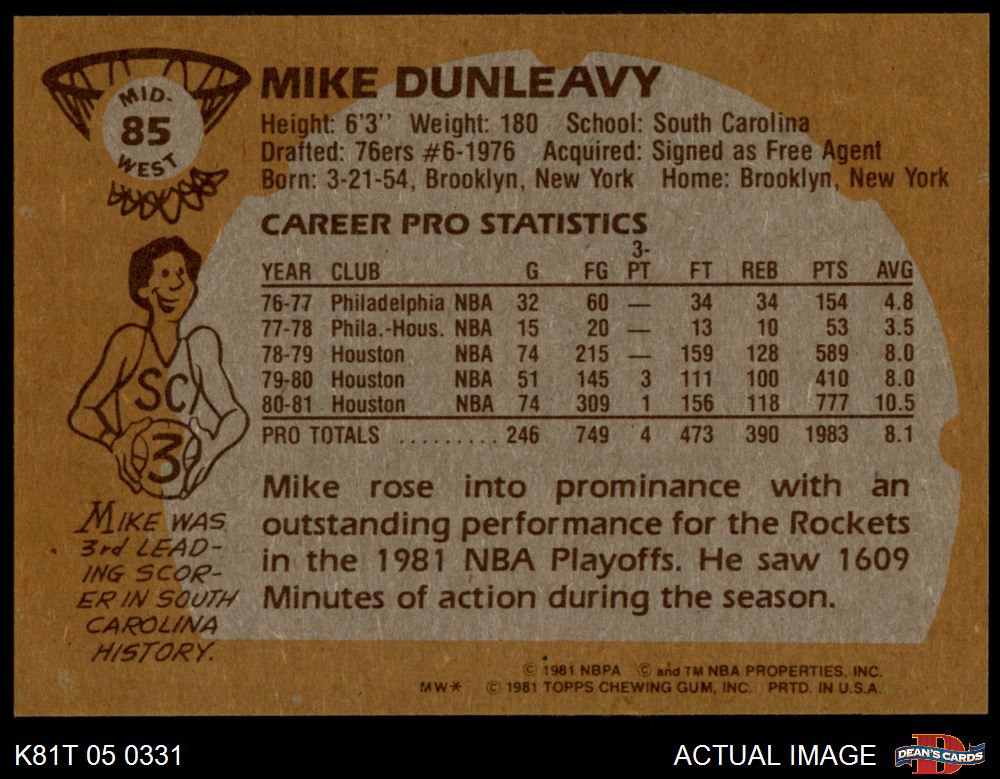 MID-
85
WEST
MIKE DUNLEAVY
Height: 6'3'' Weight: 180 School: South Carolina
Drafted: 76ers #6-1976 Acquired: Signed as Free Agent
Born: 3-21-54, Brooklyn, New York Home: Brooklyn, New York
CAREER PRO STATISTICS
YEAR CLUB G FG 3-PT FT REB PTS AVG
76-77 Philadelphia NBA 32 60 — 34 34 154 4.8
77-78 Phila.-Hous. NBA 15 20 — 13 10 53 3.5
78-79 Houston NBA 74 215 — 159 128 589 8.0
79-80 Houston NBA 51 145 3 111 100 410 8.0
80-81 Houston NBA 74 309 1 156 118 777 10.5
PRO TOTALS ......... 246 749 4 473 390 1983 8.1
SC
3
MIKE WAS
3rd LEAD-
ING SCOR-
ER IN SOUTH
CAROLINA
HISTORY.
Mike rose into prominance with an
outstanding performance for the Rockets
in the 1981 NBA Playoffs. He saw 1609
Minutes of action during the season.
© 1981 NBPA © and TM NBA PROPERTIES, INC.
MW* © 1981 TOPPS CHEWING GUM, INC. PRTD. IN U.S.A.
K81T 05 0331
ACTUAL IMAGE
DEAN'S CARDS